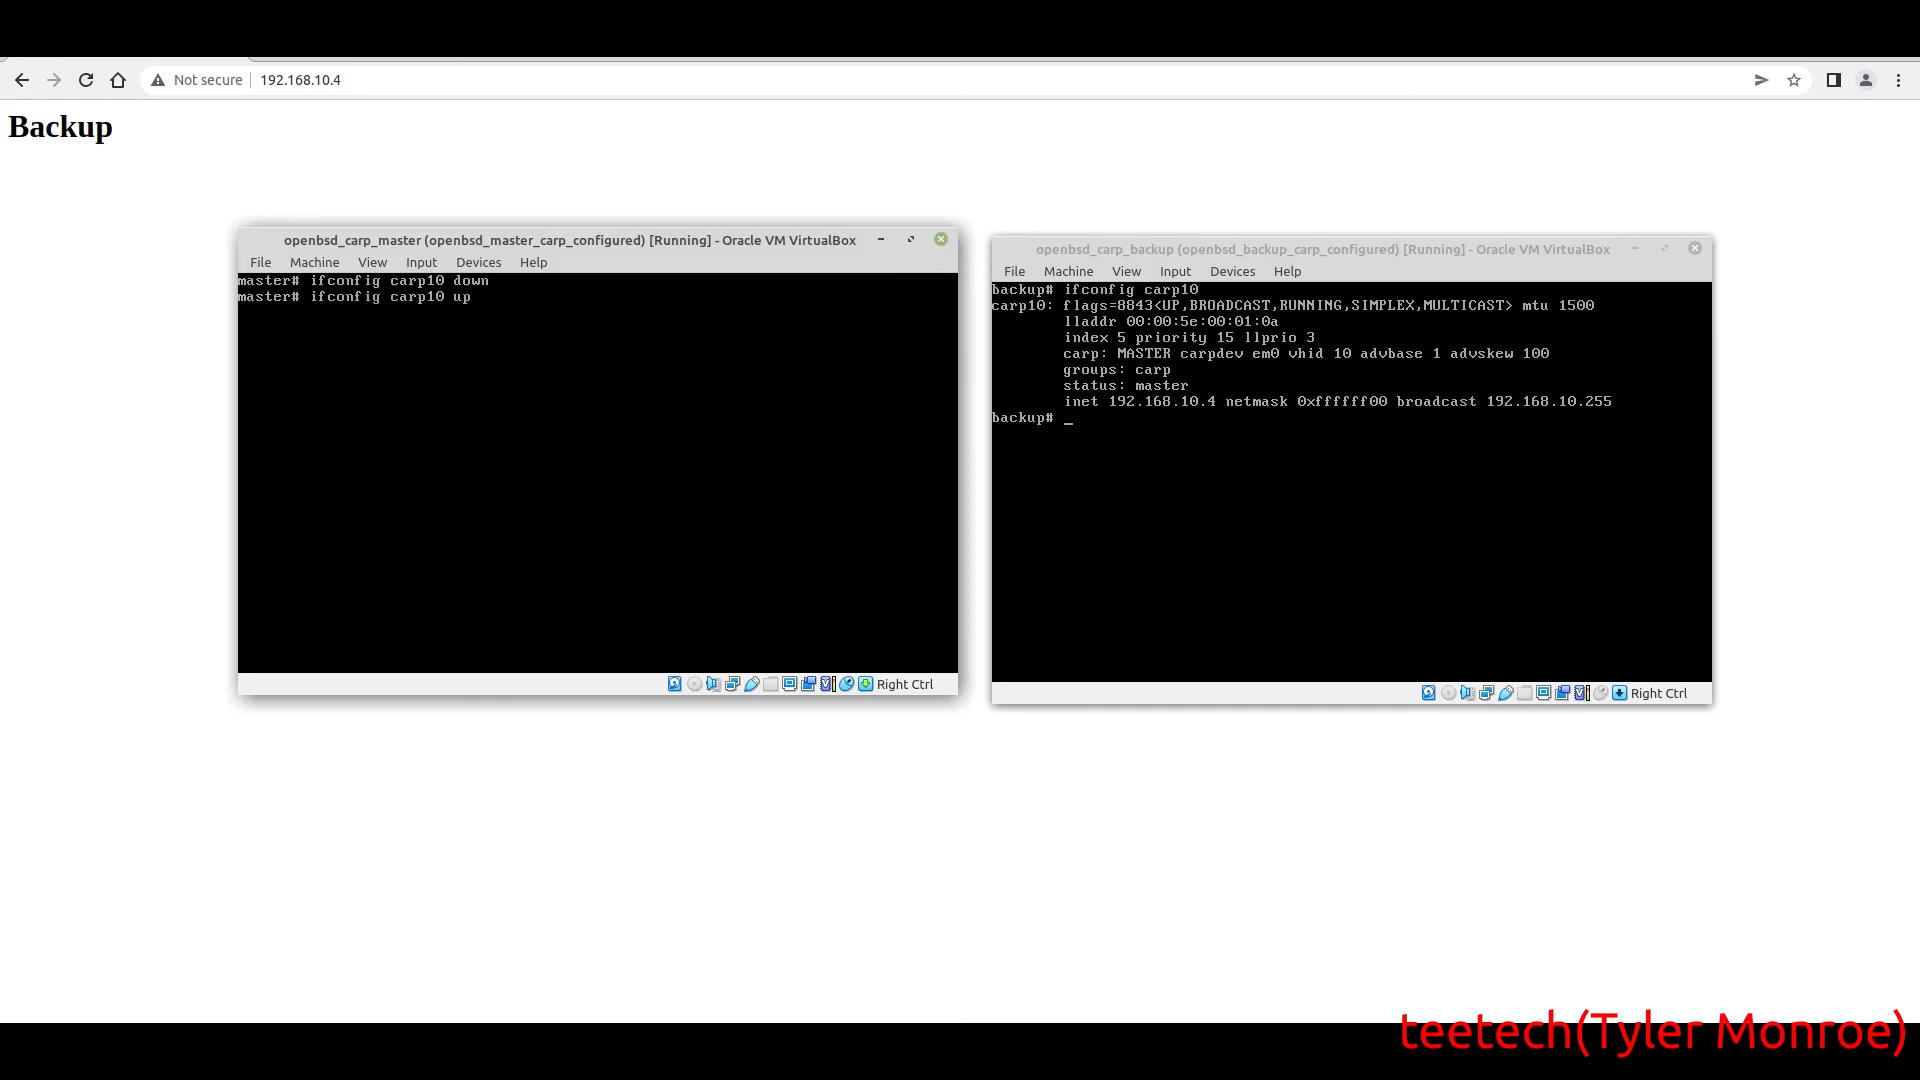 Not secure 192.168.10.4
Backup
openbsd_carp_master (openbsd_master_carp_configured) [Running] - Oracle VM VirtualBox
File Machine View Input Devices Help
master# ifconfig carp10 down
master# ifconfig carp10 up
Right Ctrl
openbsd_carp_backup (openbsd_backup_carp_configured) [Running] - Oracle VM VirtualBox
File Machine View Input Devices Help
backup# ifconfig carp10
carp10: flags=8843<UP,BROADCAST,RUNNING,SIMPLEX,MULTICAST> mtu 1500
lladdr 00:00:5e:00:01:0a
index 5 priority 15 llprio 3
carp: MASTER carpdev em0 vhid 10 advbase 1 advskew 100
groups: carp
status: master
inet 192.168.10.4 netmask 0xffffff00 broadcast 192.168.10.255
backup# _
Right Ctrl
teetech(Tyler Monroe)